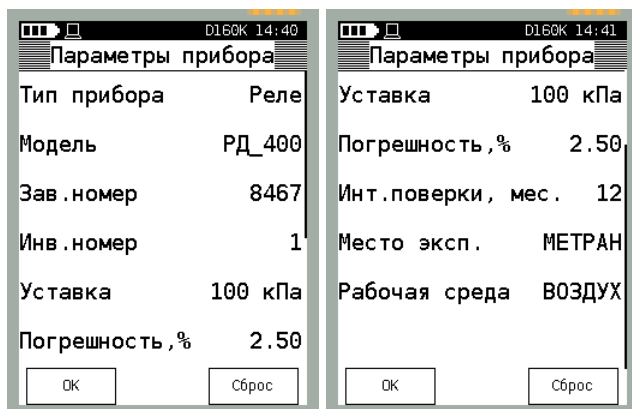 D160K 14:40
Параметры прибора
Тип прибора Реле
Модель РД_400
Зав.номер 8467
Инв.номер 1
Уставка 100 кПа
Погрешность,% 2.50
OK Сброс
D160K 14:41
Параметры прибора
Уставка 100 кПа
Погрешность,% 2.50
Инт.поверки, мес. 12
Место эксп. МЕТРАН
Рабочая среда ВОЗДУХ
OK Сброс